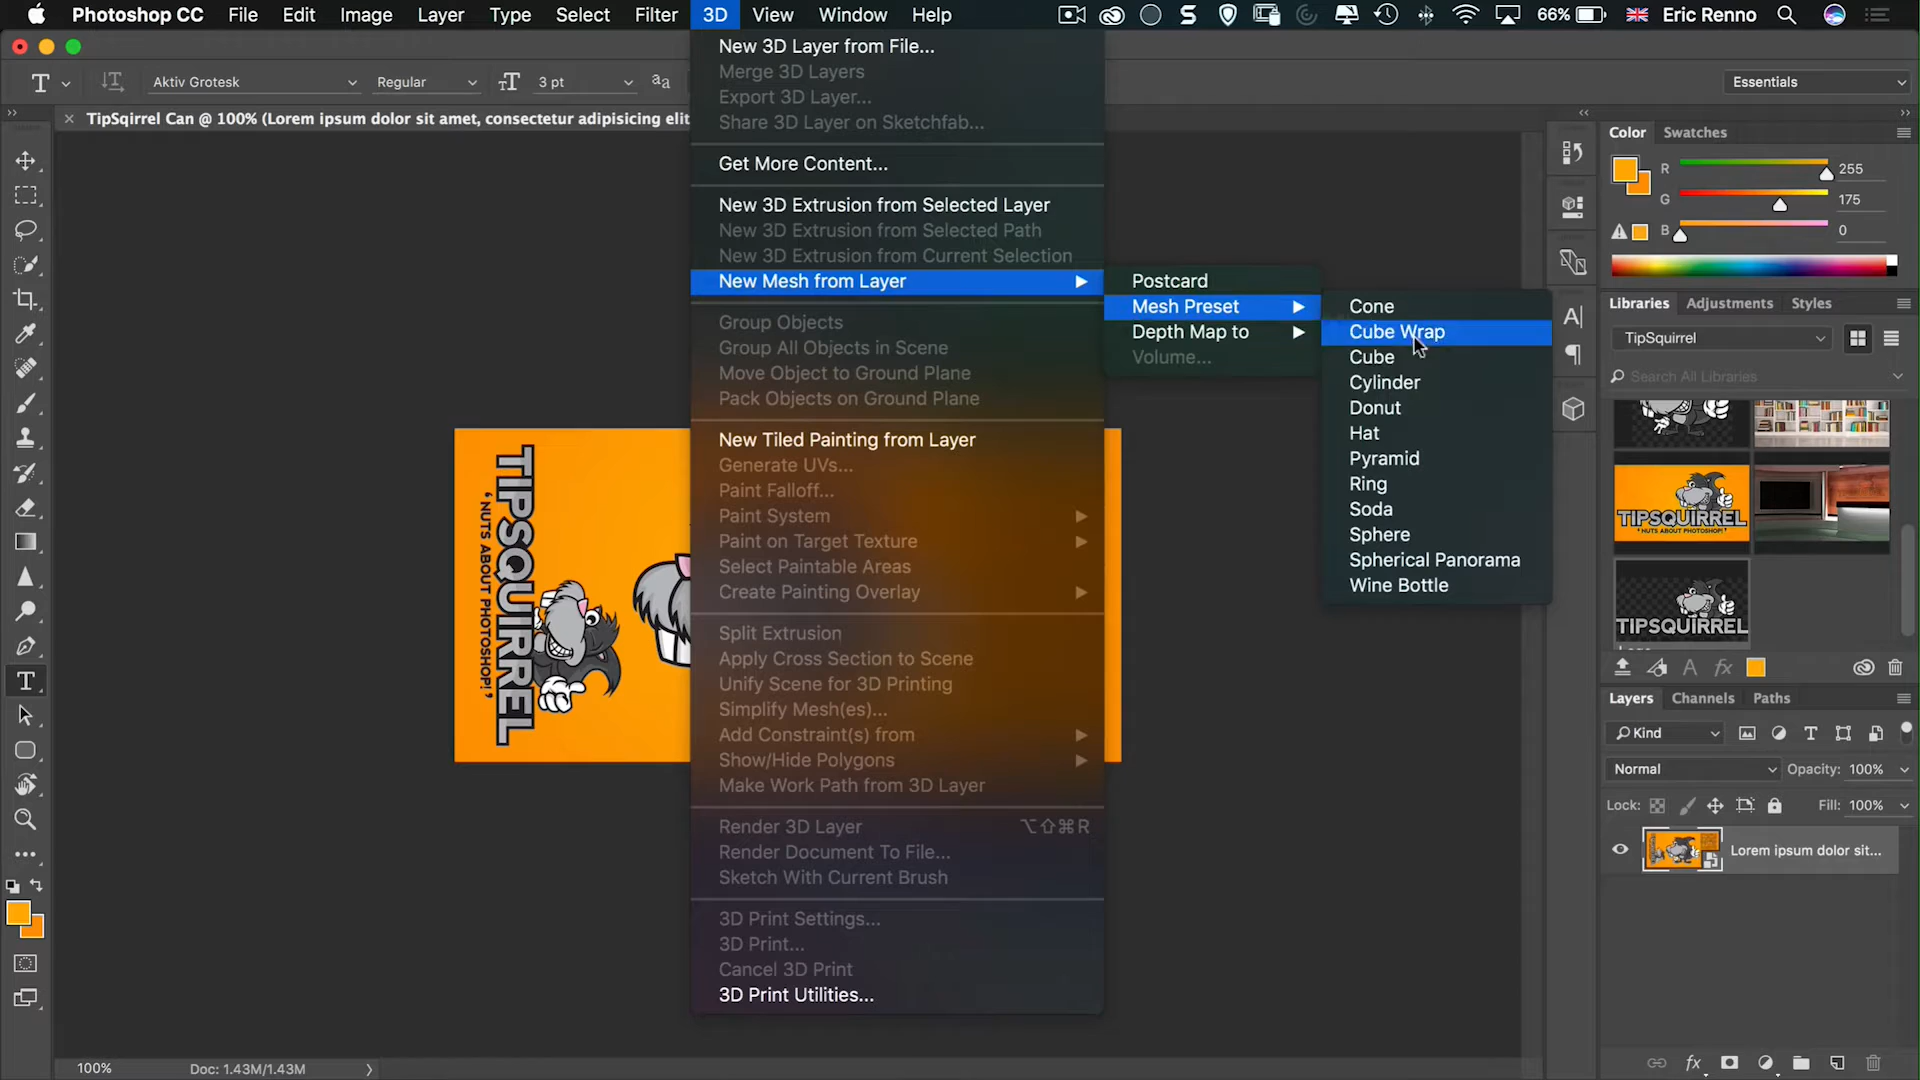 Photoshop CC File Edit Image Layer Type Select Filter 3D View Window Help 66% Eric Renno
Aktiv Grotesk Regular 3 pt aa Essentials
TipSqirrel Can @ 100% (Lorem ipsum dolor sit amet, consectetur adipisicing elit
New 3D Layer from File...
Merge 3D Layers
Export 3D Layer...
Share 3D Layer on Sketchfab...
Get More Content...
New 3D Extrusion from Selected Layer
New 3D Extrusion from Selected Path
New 3D Extrusion from Current Selection
New Mesh from Layer
Group Objects
Group All Objects in Scene
Move Object to Ground Plane
Pack Objects on Ground Plane
New Tiled Painting from Layer
Generate UVs...
Paint Falloff...
Paint System
Paint on Target Texture
Select Paintable Areas
Create Painting Overlay
Split Extrusion
Apply Cross Section to Scene
Unify Scene for 3D Printing
Simplify Mesh(es)...
Add Constraint(s) from
Show/Hide Polygons
Make Work Path from 3D Layer
Render 3D Layer ⌥⇧⌘R
Render Document To File...
Sketch With Current Brush
3D Print Settings...
3D Print...
Cancel 3D Print
3D Print Utilities...
Postcard
Mesh Preset
Depth Map to
Volume...
Cone
Cube Wrap
Cube
Cylinder
Donut
Hat
Pyramid
Ring
Soda
Sphere
Spherical Panorama
Wine Bottle
TIPSQUIRREL
'NUTS ABOUT PHOTOSHOP!'
Color Swatches
R 255
G 175
B 0
Libraries Adjustments Styles
TipSquirrel
Search All Libraries
TIPSQUIRREL
'NUTS ABOUT PHOTOSHOP!'
TIPSQUIRREL
Layers Channels Paths
Kind
Normal Opacity: 100%
Lock: Fill: 100%
Lorem ipsum dolor sit...
100% Doc: 1.43M/1.43M